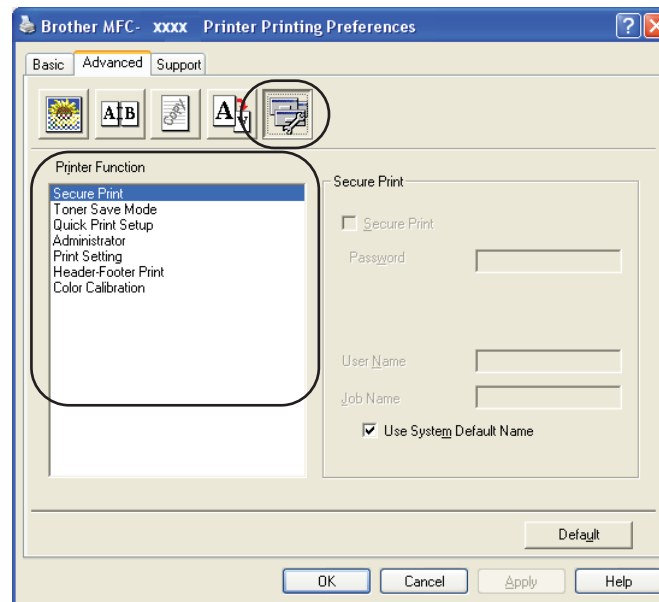 Brother MFC- xxxx Printer Printing Preferences
Basic Advanced Support
A B
Copy
A
Printer Function
Secure Print
Toner Save Mode
Quick Print Setup
Administrator
Print Setting
Header-Footer Print
Color Calibration
Secure Print
Secure Print
Password
User Name
Job Name
Use System Default Name
Default
OK Cancel Apply Help